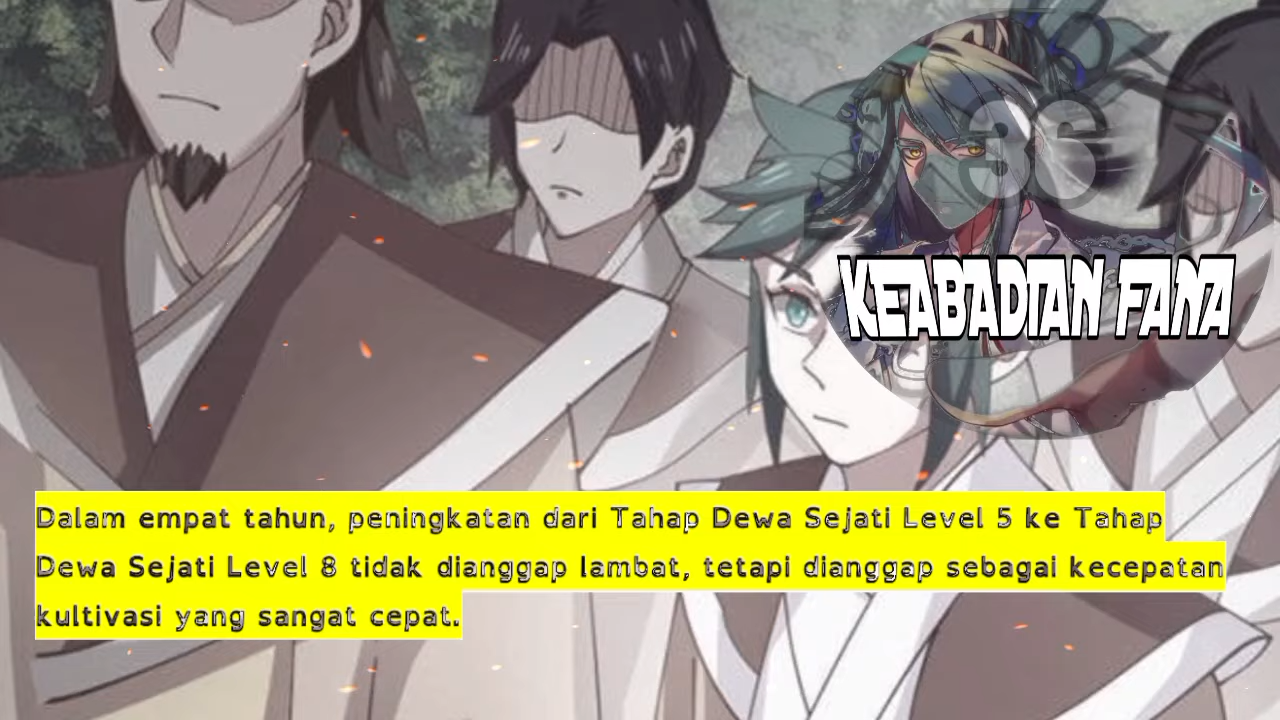 36
KEABADIAN FANA
Dalam empat tahun, peningkatan dari Tahap Dewa Sejati Level 5 ke Tahap
Dewa Sejati Level 8 tidak dianggap lambat, tetapi dianggap sebagai kecepatan
kultivasi yang sangat cepat.